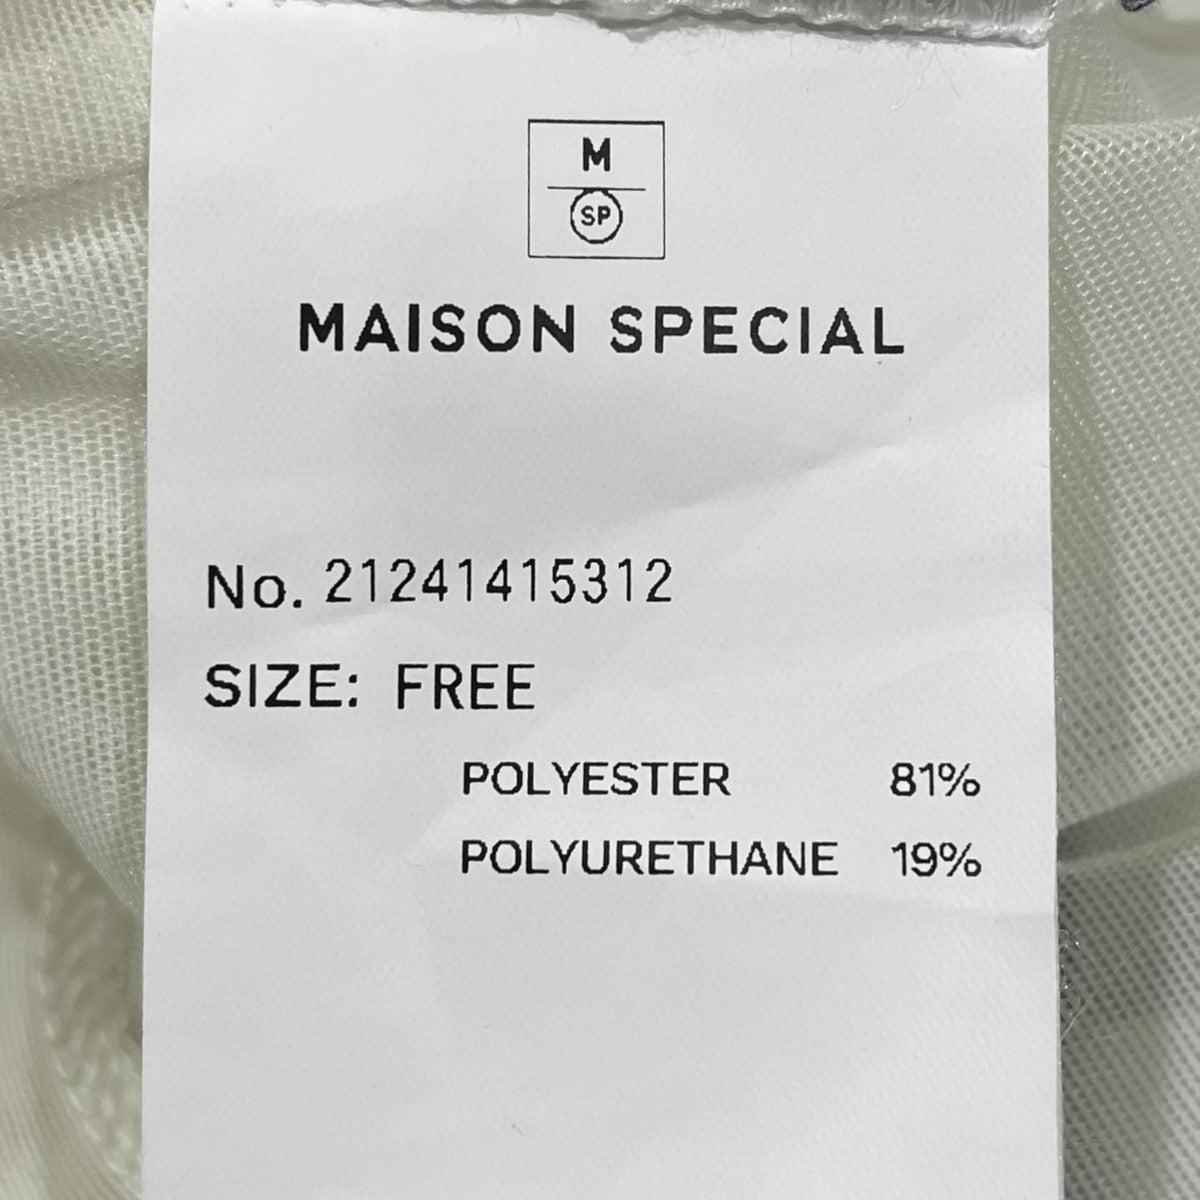 M
SP
MAISON SPECIAL
No. 21241415312
SIZE: FREE
POLYESTER 81%
POLYURETHANE 19%